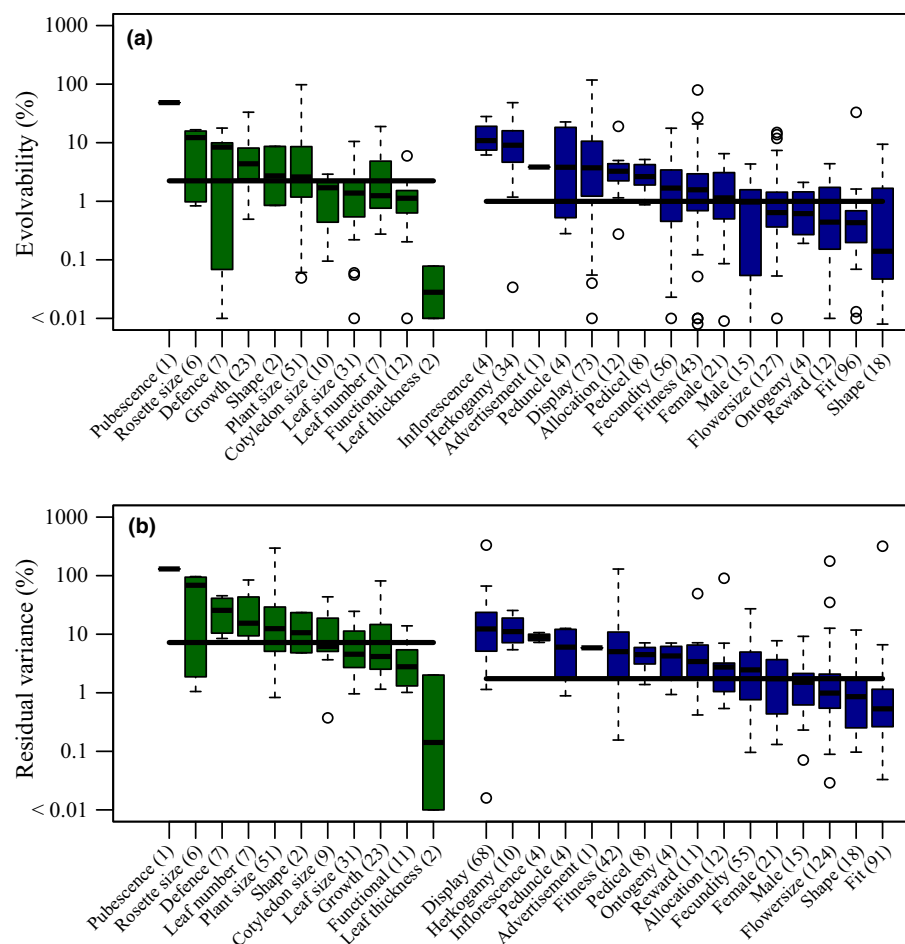 (a)
Evolvability (%)
1000
100
10
1
0.1
< 0.01
Pubescence (1)
Rosette size (6)
Defence (7)
Growth (23)
Shape (2)
Plant size (51)
Cotyledon size (10)
Leaf size (31)
Leaf number (7)
Functional (12)
Leaf thickness (2)
Inflorescence (4)
Herkogamy (34)
Advertisement (1)
Peduncle (4)
Display (73)
Allocation (12)
Pedicel (8)
Fecundity (56)
Fitness (43)
Female (21)
Male (15)
Flowersize (127)
Ontogeny (4)
Reward (12)
Fit (96)
Shape (18)
(b)
Residual variance (%)
1000
100
10
1
0.1
< 0.01
Pubescence (1)
Rosette size (6)
Defence (7)
Leaf number (7)
Plant size (51)
Shape (2)
Cotyledon size (9)
Leaf size (31)
Growth (23)
Functional (11)
Leaf thickness (2)
Display (68)
Herkogamy (10)
Inflorescence (4)
Peduncle (4)
Advertisement (1)
Fitness (42)
Pedicel (8)
Ontogeny (4)
Reward (11)
Allocation (12)
Fecundity (55)
Female (21)
Male (15)
Flowersize (124)
Shape (18)
Fit (91)